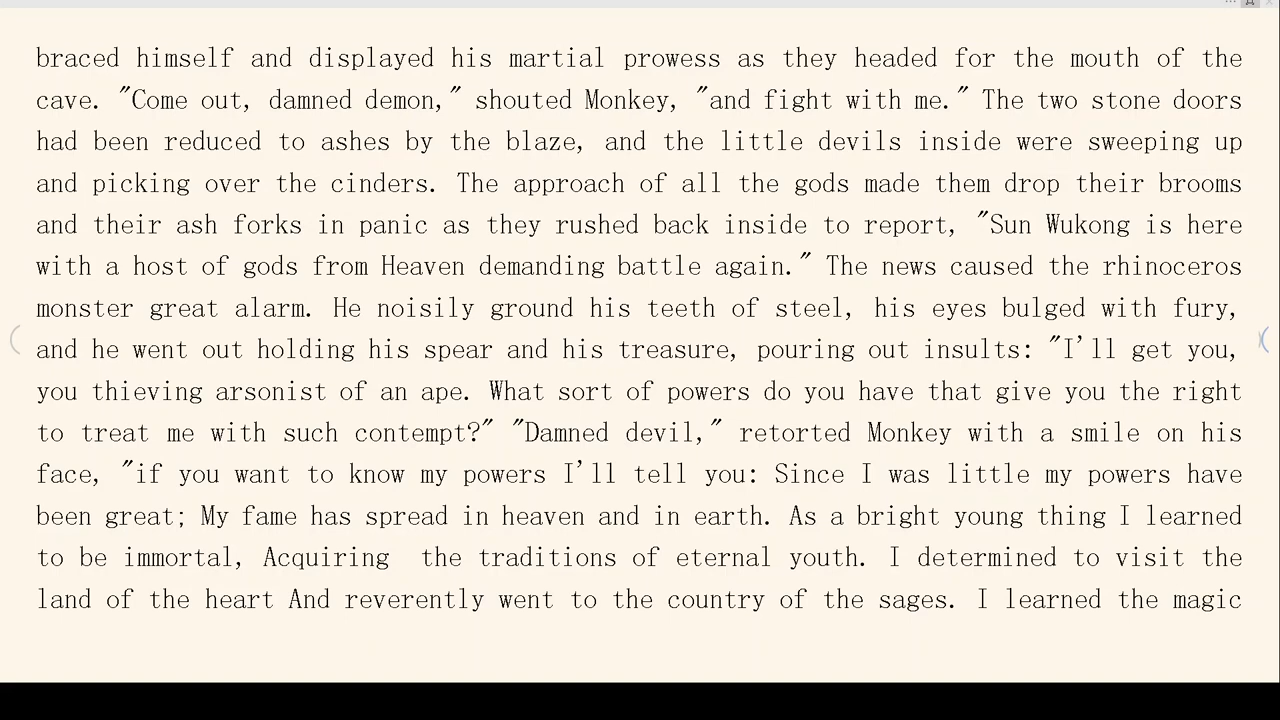 braced himself and displayed his martial prowess as they headed for the mouth of the
cave. "Come out, damned demon," shouted Monkey, "and fight with me." The two stone doors
had been reduced to ashes by the blaze, and the little devils inside were sweeping up
and picking over the cinders. The approach of all the gods made them drop their brooms
and their ash forks in panic as they rushed back inside to report, "Sun Wukong is here
with a host of gods from Heaven demanding battle again." The news caused the rhinoceros
monster great alarm. He noisily ground his teeth of steel, his eyes bulged with fury,
and he went out holding his spear and his treasure, pouring out insults: "I'll get you,
you thieving arsonist of an ape. What sort of powers do you have that give you the right
to treat me with such contempt?" "Damned devil," retorted Monkey with a smile on his
face, "if you want to know my powers I'll tell you: Since I was little my powers have
been great; My fame has spread in heaven and in earth. As a bright young thing I learned
to be immortal, Acquiring  the traditions of eternal youth. I determined to visit the
land of the heart And reverently went to the country of the sages. I learned the magic